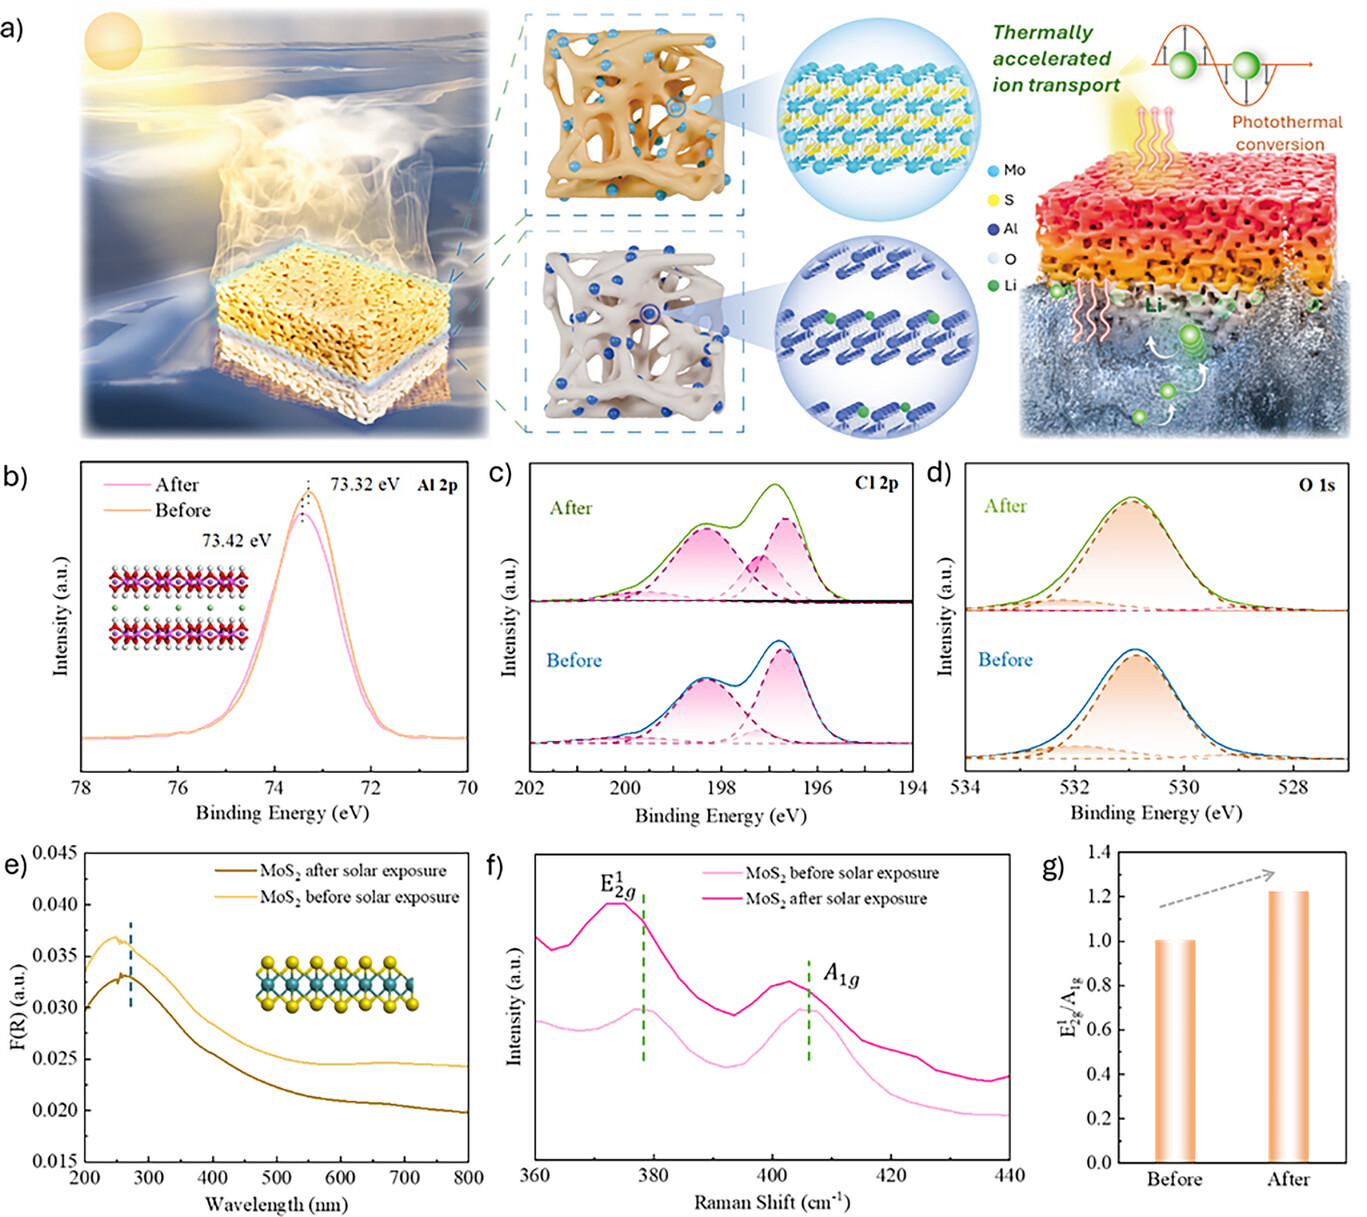 a)
Thermally
accelerated
ion transport
Photothermal
conversion
Mo
S
Al
O
Li
Li
b)
After
Before
73.32 eV
Al 2p
73.42 eV
Intensity (a.u.)
78 76 74 72 70
Binding Energy (eV)
c)
Cl 2p
After
Before
Intensity (a.u.)
202 200 198 196 194
Binding Energy (eV)
d)
O 1s
After
Before
Intensity (a.u.)
534 532 530 528
Binding Energy (eV)
e)
MoS₂ after solar exposure
MoS₂ before solar exposure
F(R) (a.u.)
0.045
0.040
0.035
0.030
0.025
0.020
0.015
200 300 400 500 600 700 800
Wavelength (nm)
f)
MoS₂ before solar exposure
MoS₂ after solar exposure
E¹2g
A1g
Intensity (a.u.)
360 380 400 420 440
Raman Shift (cm⁻¹)
g)
E¹2g/A1g
1.4
1.2
1.0
0.8
0.6
0.4
0.2
0.0
Before After